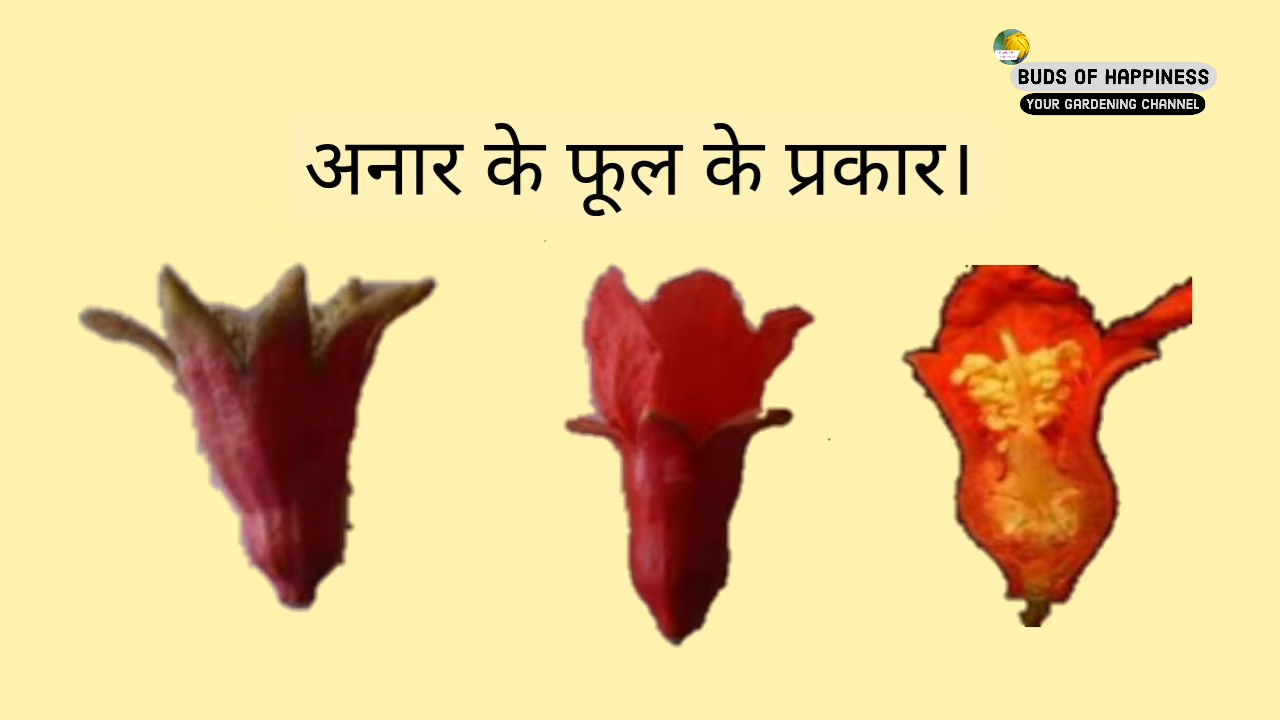 BUDS OF HAPPINESS
YOUR GARDENING CHANNEL
अनार के फूल के प्रकार।